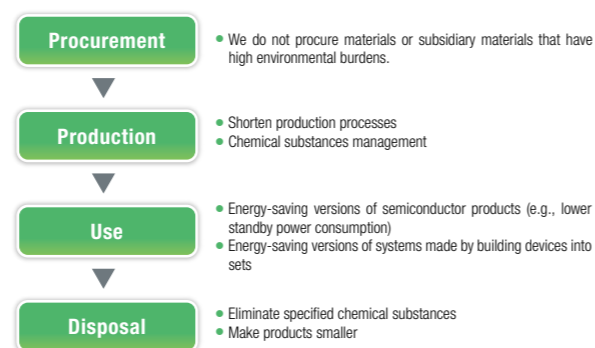 Procurement
• We do not procure materials or subsidiary materials that have
high environmental burdens.
Production
• Shorten production processes
• Chemical substances management
Use
• Energy-saving versions of semiconductor products (e.g., lower
standby power consumption)
• Energy-saving versions of systems made by building devices into
sets
Disposal
• Eliminate specified chemical substances
• Make products smaller